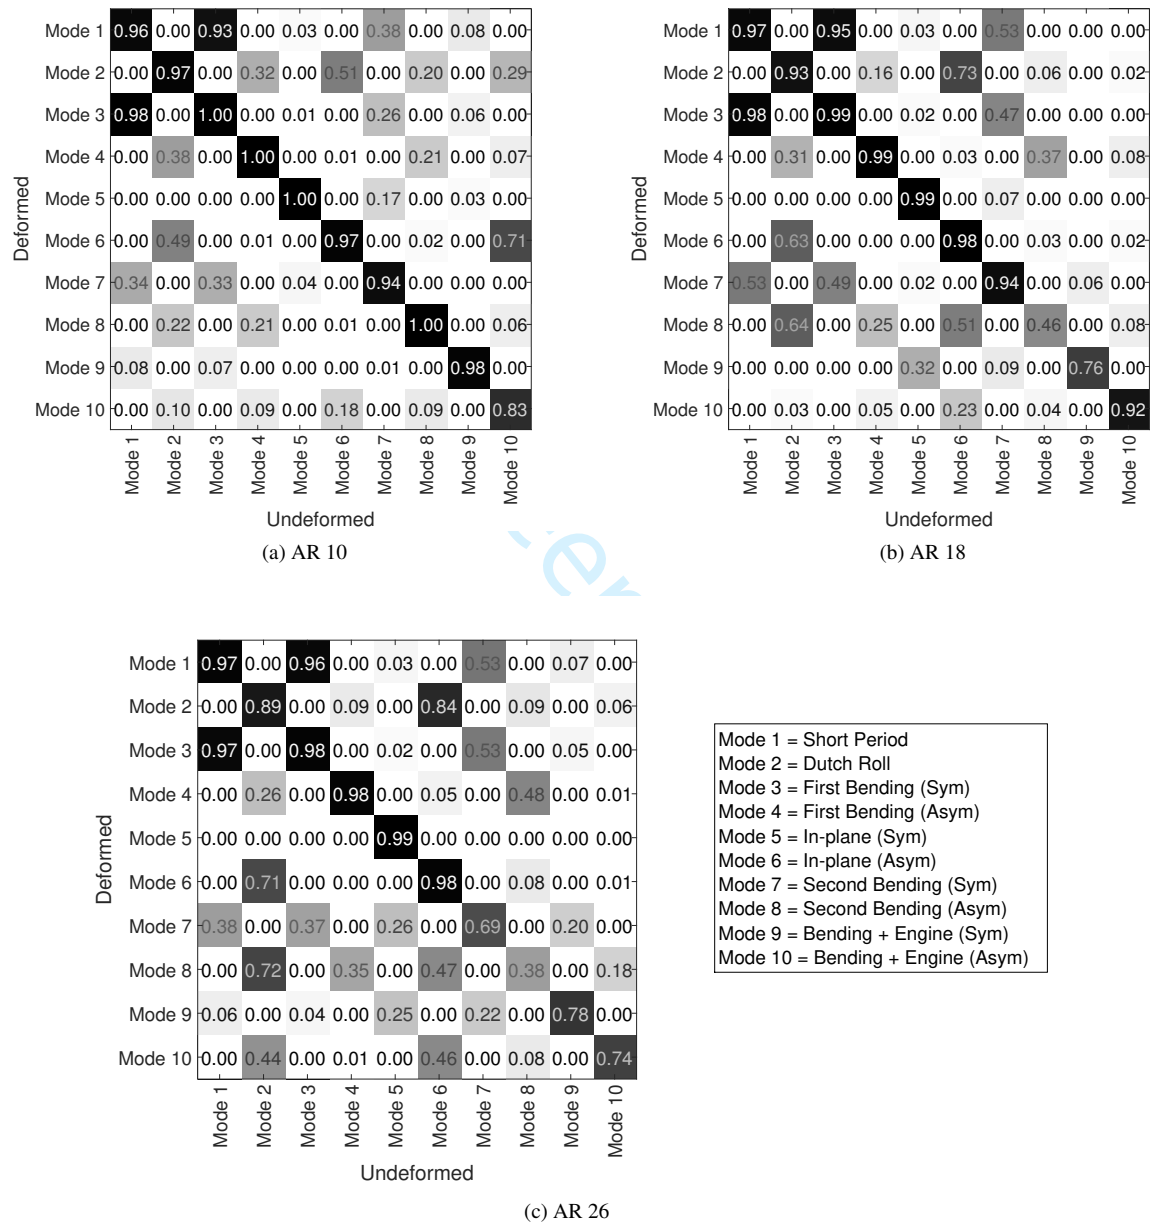 Mode 1 0.96 0.00 0.93 0.00 0.03 0.00 0.38 0.00 0.08 0.00
Mode 2 0.00 0.97 0.00 0.32 0.00 0.51 0.00 0.20 0.00 0.29
Mode 3 0.98 0.00 1.00 0.00 0.01 0.00 0.26 0.00 0.06 0.00
Mode 4 0.00 0.38 0.00 1.00 0.00 0.01 0.00 0.21 0.00 0.07
Mode 5 0.00 0.00 0.00 0.00 1.00 0.00 0.17 0.00 0.03 0.00
Mode 6 0.00 0.49 0.00 0.01 0.00 0.97 0.00 0.02 0.00 0.71
Mode 7 0.34 0.00 0.33 0.00 0.04 0.00 0.94 0.00 0.00 0.00
Mode 8 0.00 0.22 0.00 0.21 0.00 0.01 0.00 1.00 0.00 0.06
Mode 9 0.08 0.00 0.07 0.00 0.00 0.00 0.01 0.00 0.98 0.00
Mode 10 0.00 0.10 0.00 0.09 0.00 0.18 0.00 0.09 0.00 0.83
Deformed
Mode 1 Mode 2 Mode 3 Mode 4 Mode 5 Mode 6 Mode 7 Mode 8 Mode 9 Mode 10
Undeformed
(a) AR 10
Mode 1 0.97 0.00 0.95 0.00 0.03 0.00 0.53 0.00 0.00 0.00
Mode 2 0.00 0.93 0.00 0.16 0.00 0.73 0.00 0.06 0.00 0.02
Mode 3 0.98 0.00 0.99 0.00 0.02 0.00 0.47 0.00 0.00 0.00
Mode 4 0.00 0.31 0.00 0.99 0.00 0.03 0.00 0.37 0.00 0.08
Mode 5 0.00 0.00 0.00 0.00 0.99 0.00 0.07 0.00 0.00 0.00
Mode 6 0.00 0.63 0.00 0.00 0.00 0.98 0.00 0.03 0.00 0.02
Mode 7 0.53 0.00 0.49 0.00 0.02 0.00 0.94 0.00 0.06 0.00
Mode 8 0.00 0.64 0.00 0.25 0.00 0.51 0.00 0.46 0.00 0.08
Mode 9 0.00 0.00 0.00 0.00 0.32 0.00 0.09 0.00 0.76 0.00
Mode 10 0.00 0.03 0.00 0.05 0.00 0.23 0.00 0.04 0.00 0.92
Deformed
Mode 1 Mode 2 Mode 3 Mode 4 Mode 5 Mode 6 Mode 7 Mode 8 Mode 9 Mode 10
Undeformed
(b) AR 18
er
Mode 1 0.97 0.00 0.96 0.00 0.03 0.00 0.53 0.00 0.07 0.00
Mode 2 0.00 0.89 0.00 0.09 0.00 0.84 0.00 0.09 0.00 0.06
Mode 3 0.97 0.00 0.98 0.00 0.02 0.00 0.53 0.00 0.05 0.00
Mode 4 0.00 0.26 0.00 0.98 0.00 0.05 0.00 0.48 0.00 0.01
Mode 5 0.00 0.00 0.00 0.00 0.99 0.00 0.00 0.00 0.00 0.00
Mode 6 0.00 0.71 0.00 0.00 0.00 0.98 0.00 0.08 0.00 0.01
Mode 7 0.38 0.00 0.37 0.00 0.26 0.00 0.69 0.00 0.20 0.00
Mode 8 0.00 0.72 0.00 0.35 0.00 0.47 0.00 0.38 0.00 0.18
Mode 9 0.06 0.00 0.04 0.00 0.25 0.00 0.22 0.00 0.78 0.00
Mode 10 0.00 0.44 0.00 0.01 0.00 0.46 0.00 0.08 0.00 0.74
Deformed
Mode 1 Mode 2 Mode 3 Mode 4 Mode 5 Mode 6 Mode 7 Mode 8 Mode 9 Mode 10
Undeformed
(c) AR 26
Mode 1 = Short Period
Mode 2 = Dutch Roll
Mode 3 = First Bending (Sym)
Mode 4 = First Bending (Asym)
Mode 5 = In-plane (Sym)
Mode 6 = In-plane (Asym)
Mode 7 = Second Bending (Sym)
Mode 8 = Second Bending (Asym)
Mode 9 = Bending + Engine (Sym)
Mode 10 = Bending + Engine (Asym)